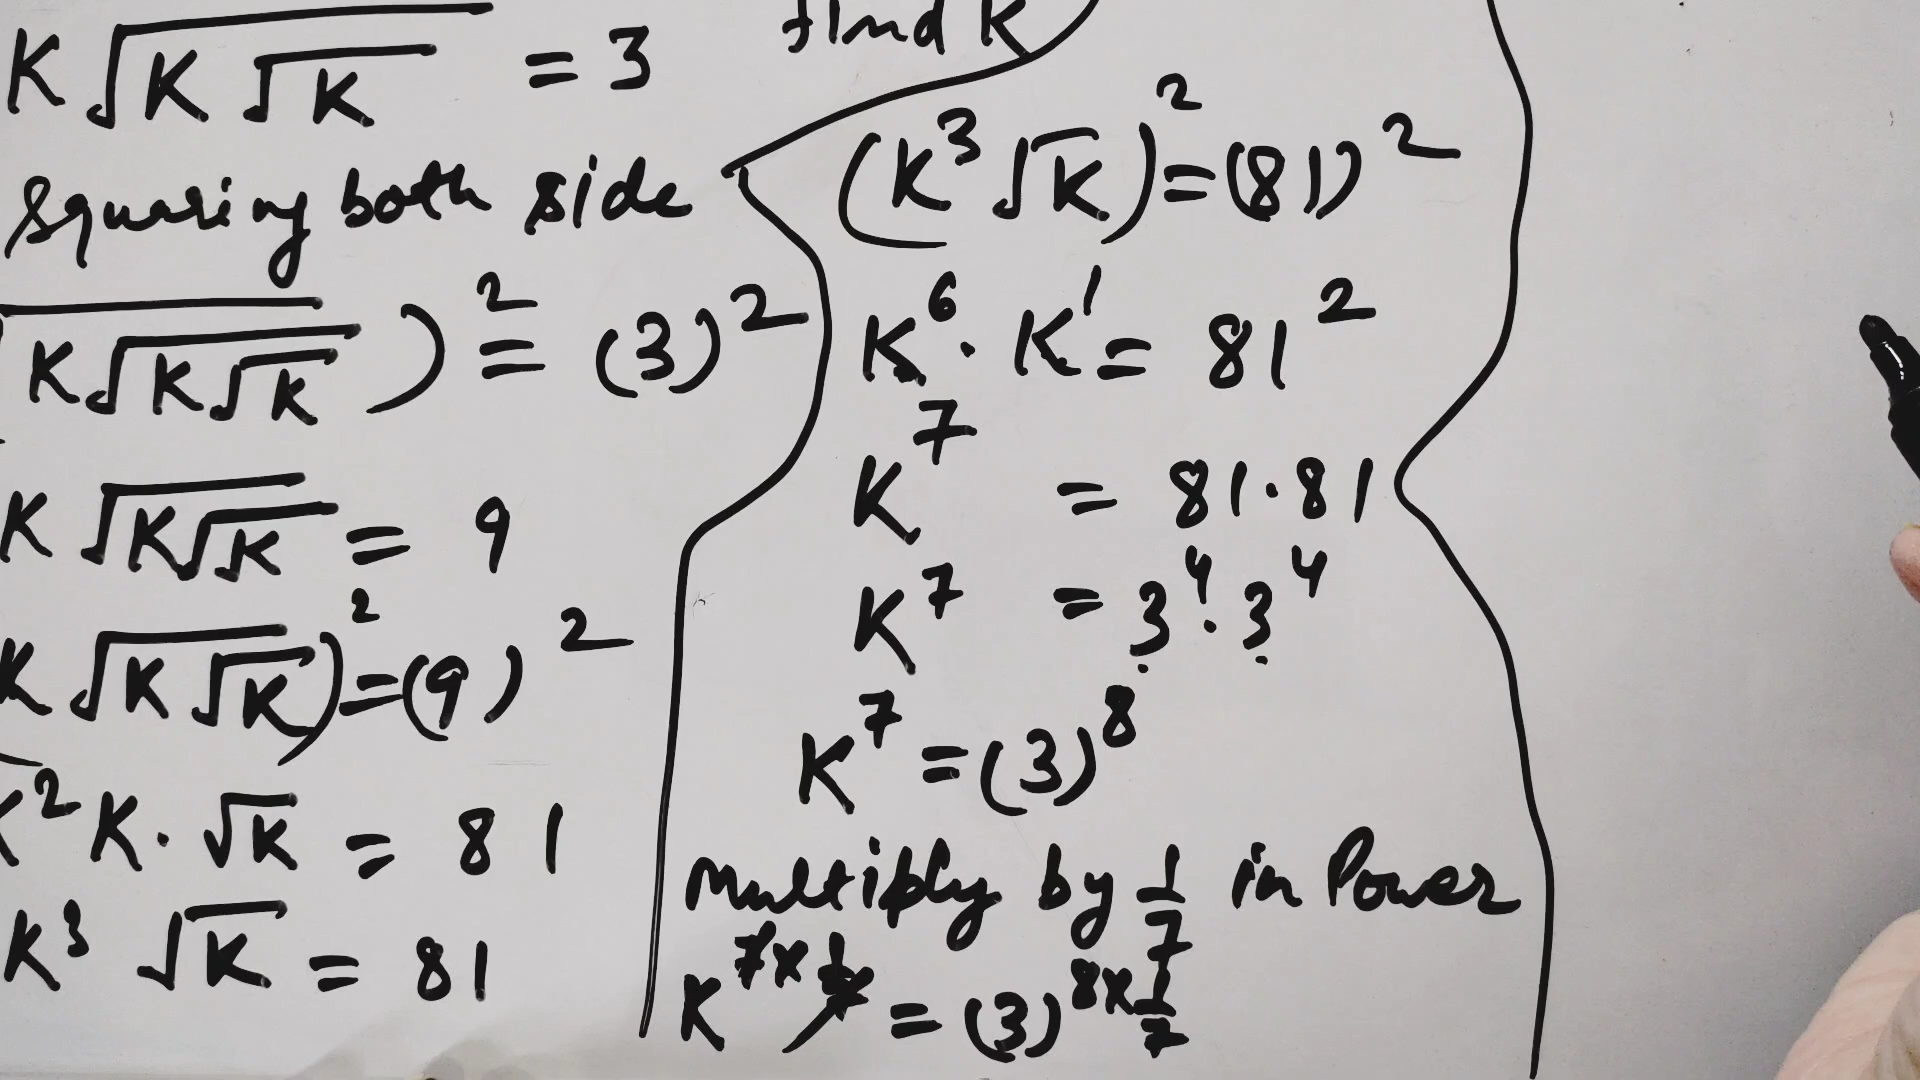 K√(K√K) = 3 find K
Squaring both side
√(K√(K√K)) )² = (3)²
K√(K√K) = 9
K√(K√K))² = (9)²
K² K·√K = 81
K³ √K = 81
(K³ √K)² = (81)²
K⁶ · K¹ = 81²
K⁷ = 81·81
K⁷ = 3⁴·3⁴
K⁷ = (3)⁸
Multiply by 1/7 in Power
K^(7×1/7) = (3)^(8×1/7)